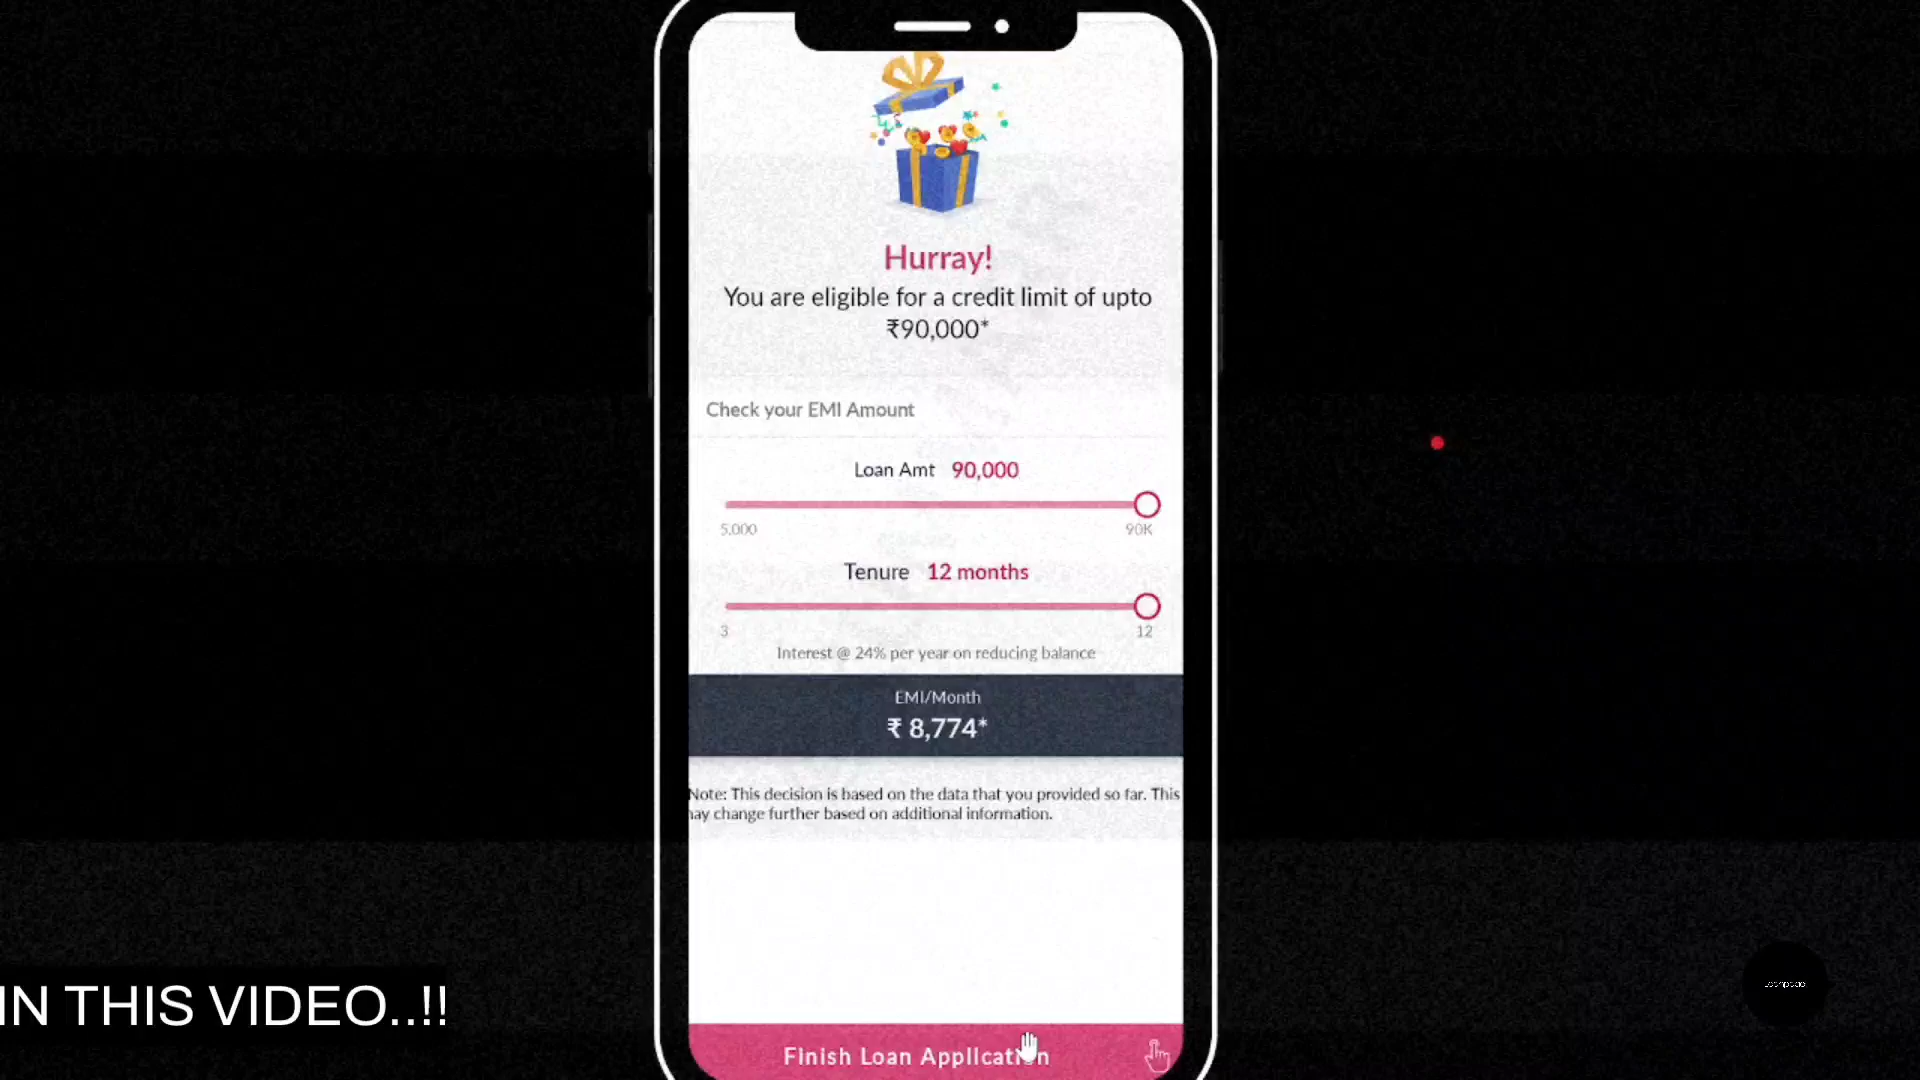 Hurray!
You are eligible for a credit limit of upto
₹90,000*
Check your EMI Amount
Loan Amt 90,000
5,000 90K
Tenure 12 months
3 12
Interest @ 24% per year on reducing balance
EMI/Month
₹ 8,774*
Note: This decision is based on the data that you provided so far. This
ay change further based on additional information.
IN THIS VIDEO..!!
Finish Loan Application